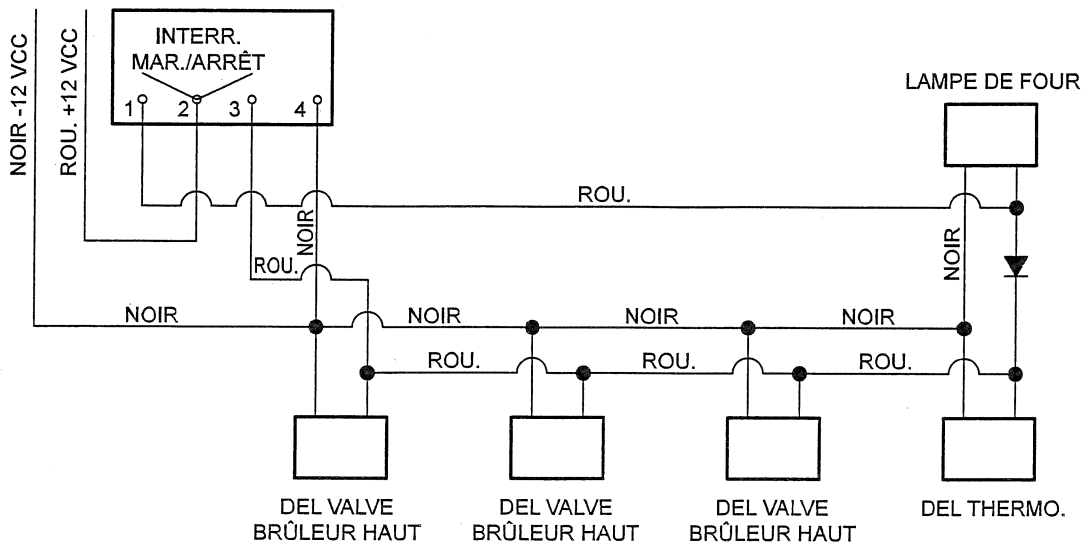 NOIR -12 VCC
ROU. +12 VCC
INTERR.
MAR./ARRÊT
1 2 3 4
LAMPE DE FOUR
ROU.
NOIR
NOIR
ROU.
NOIR NOIR NOIR NOIR
ROU. ROU. ROU.
DEL VALVE
BRÛLEUR HAUT
DEL VALVE
BRÛLEUR HAUT
DEL VALVE
BRÛLEUR HAUT
DEL THERMO.